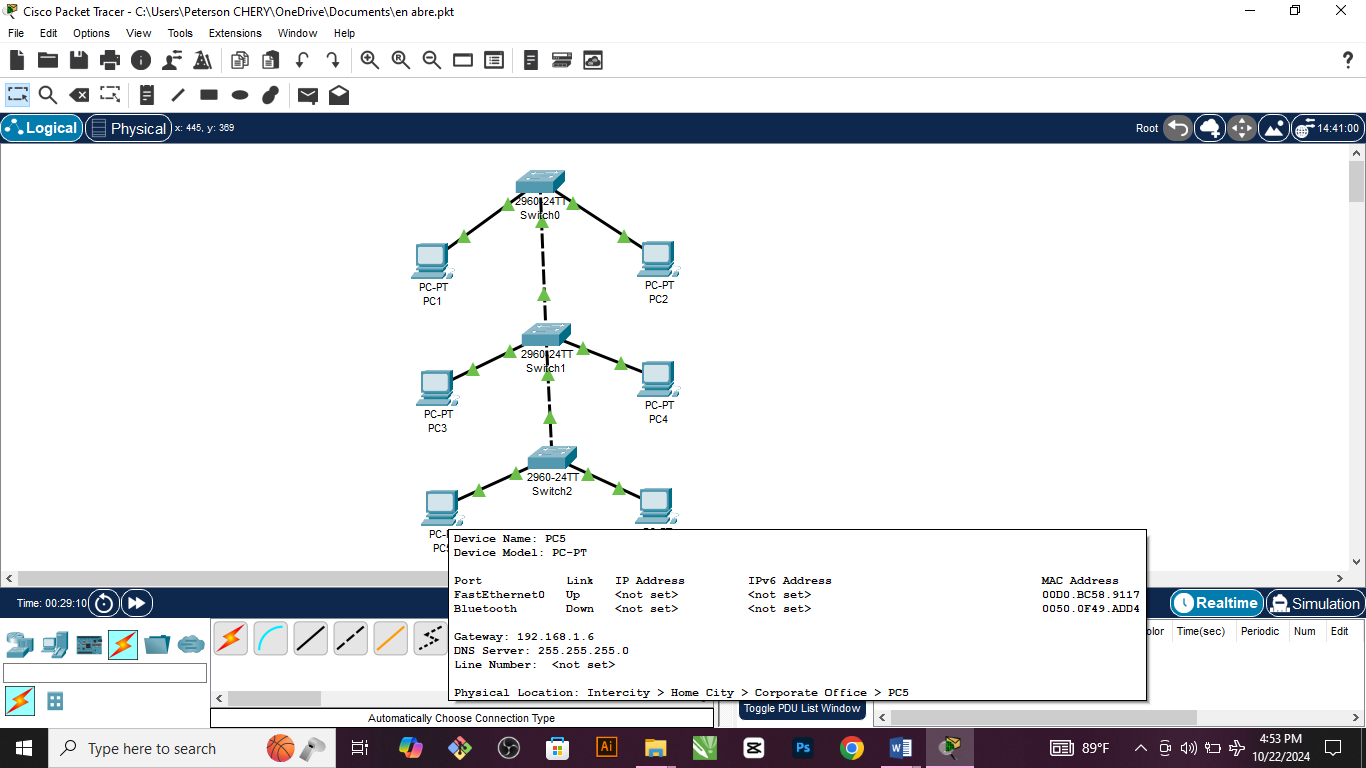 Cisco Packet Tracer - C:\Users\Peterson CHERY\OneDrive\Documents\en abre.pkt
File Edit Options View Tools Extensions Window Help
Logical Physical x: 445, y: 369 Root 14:41:00
2960-24TT
Switch0
PC-PT
PC1
PC-PT
PC2
2960-24TT
Switch1
PC-PT
PC3
PC-PT
PC4
2960-24TT
Switch2
Device Name: PC5
Device Model: PC-PT
Port Link IP Address IPv6 Address MAC Address
FastEthernet0 Up <not set> <not set> 00D0.BC58.9117
Bluetooth Down <not set> <not set> 0050.0F49.ADD4
Gateway: 192.168.1.6
DNS Server: 255.255.255.0
Line Number: <not set>
Physical Location: Intercity > Home City > Corporate Office > PC5
Time: 00:29:10 Realtime Simulation
olor Time(sec) Periodic Num Edit
Toggle PDU List Window
Automatically Choose Connection Type
Type here to search
89°F
4:53 PM
10/22/2024